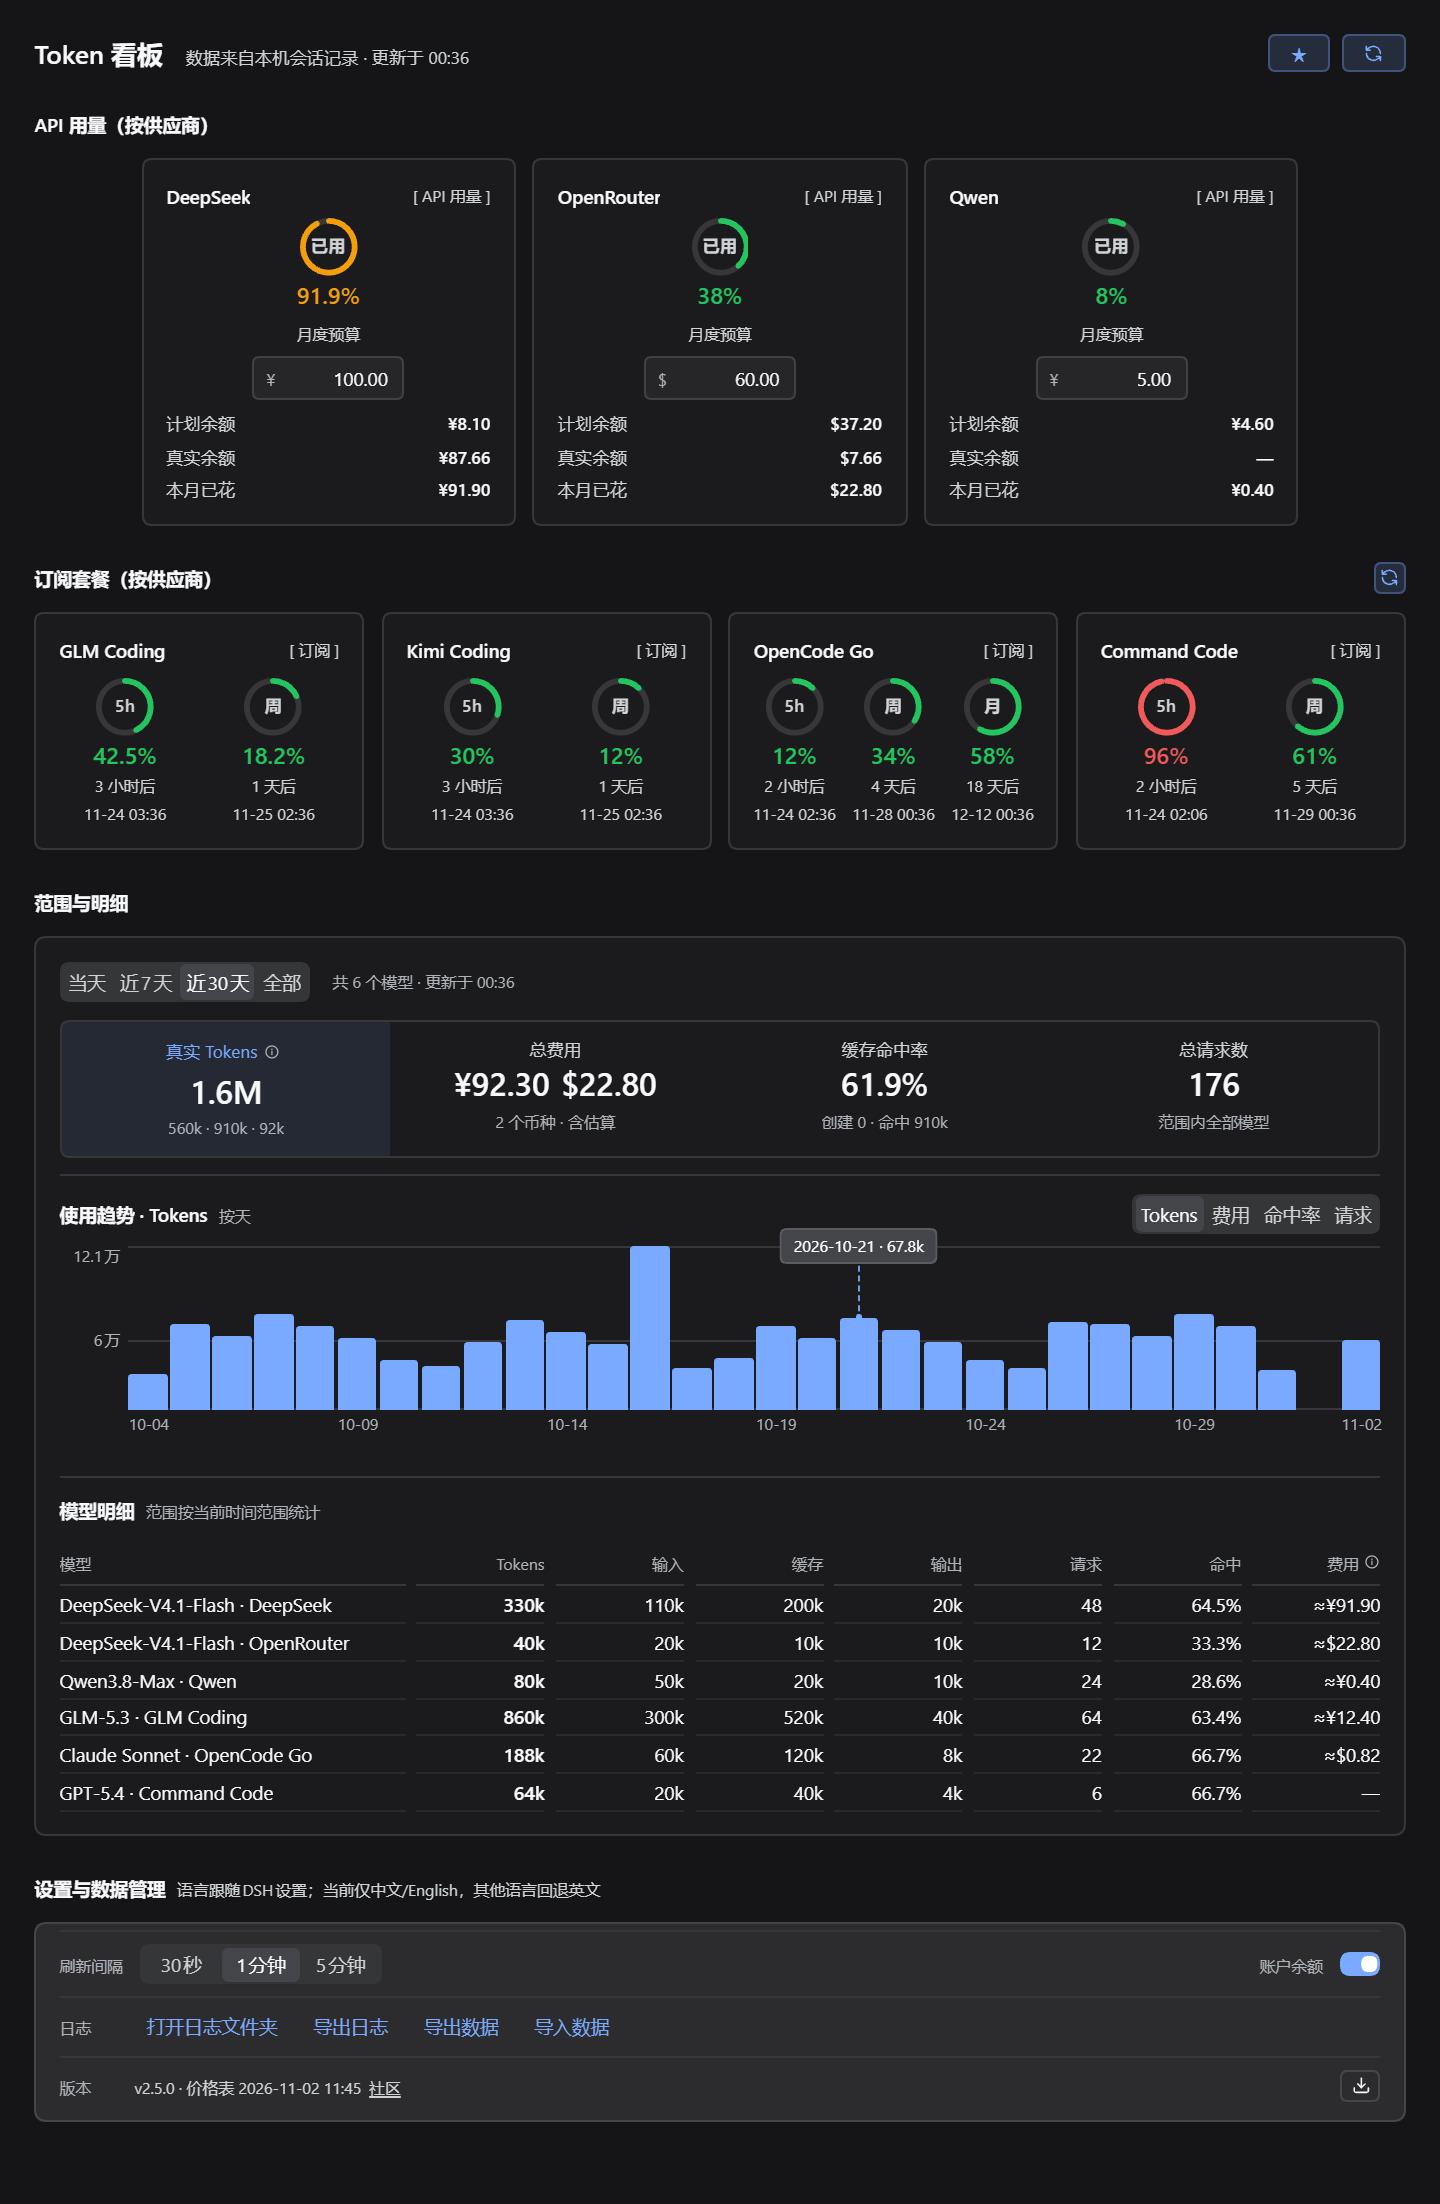 Token 看板 数据来自本机会话记录 · 更新于 00:36
★
API 用量（按供应商）
DeepSeek [ API 用量 ]
已用
91.9%
月度预算
¥ 100.00
计划余额 ¥8.10
真实余额 ¥87.66
本月已花 ¥91.90
OpenRouter [ API 用量 ]
已用
38%
月度预算
$ 60.00
计划余额 $37.20
真实余额 $7.66
本月已花 $22.80
Qwen [ API 用量 ]
已用
8%
月度预算
¥ 5.00
计划余额 ¥4.60
真实余额 —
本月已花 ¥0.40
订阅套餐（按供应商）
GLM Coding [ 订阅 ]
5h 周
42.5% 18.2%
3 小时后 1 天后
11-24 03:36 11-25 02:36
Kimi Coding [ 订阅 ]
5h 周
30% 12%
3 小时后 1 天后
11-24 03:36 11-25 02:36
OpenCode Go [ 订阅 ]
5h 周 月
12% 34% 58%
2 小时后 4 天后 18 天后
11-24 02:36 11-28 00:36 12-12 00:36
Command Code [ 订阅 ]
5h 周
96% 61%
2 小时后 5 天后
11-24 02:06 11-29 00:36
范围与明细
当天 近7天 近30天 全部 共 6 个模型 · 更新于 00:36
真实 Tokens
1.6M
560k · 910k · 92k
总费用
¥92.30 $22.80
2 个币种 · 含估算
缓存命中率
61.9%
创建 0 · 命中 910k
总请求数
176
范围内全部模型
使用趋势 · Tokens 按天
Tokens 费用 命中率 请求
2026-10-21 · 67.8k
12.1万
6万
10-04 10-09 10-14 10-19 10-24 10-29 11-02
模型明细 范围按当前时间范围统计
模型 Tokens 输入 缓存 输出 请求 命中 费用
DeepSeek-V4.1-Flash · DeepSeek 330k 110k 200k 20k 48 64.5% ≈¥91.90
DeepSeek-V4.1-Flash · OpenRouter 40k 20k 10k 10k 12 33.3% ≈$22.80
Qwen3.8-Max · Qwen 80k 50k 20k 10k 24 28.6% ≈¥0.40
GLM-5.3 · GLM Coding 860k 300k 520k 40k 64 63.4% ≈¥12.40
Claude Sonnet · OpenCode Go 188k 60k 120k 8k 22 66.7% ≈$0.82
GPT-5.4 · Command Code 64k 20k 40k 4k 6 66.7% —
设置与数据管理 语言跟随DSH设置；当前仅中文/English，其他语言回退英文
刷新间隔 30秒 1分钟 5分钟 账户余额
日志 打开日志文件夹 导出日志 导出数据 导入数据
版本 v2.5.0 · 价格表 2026-11-02 11:45 社区